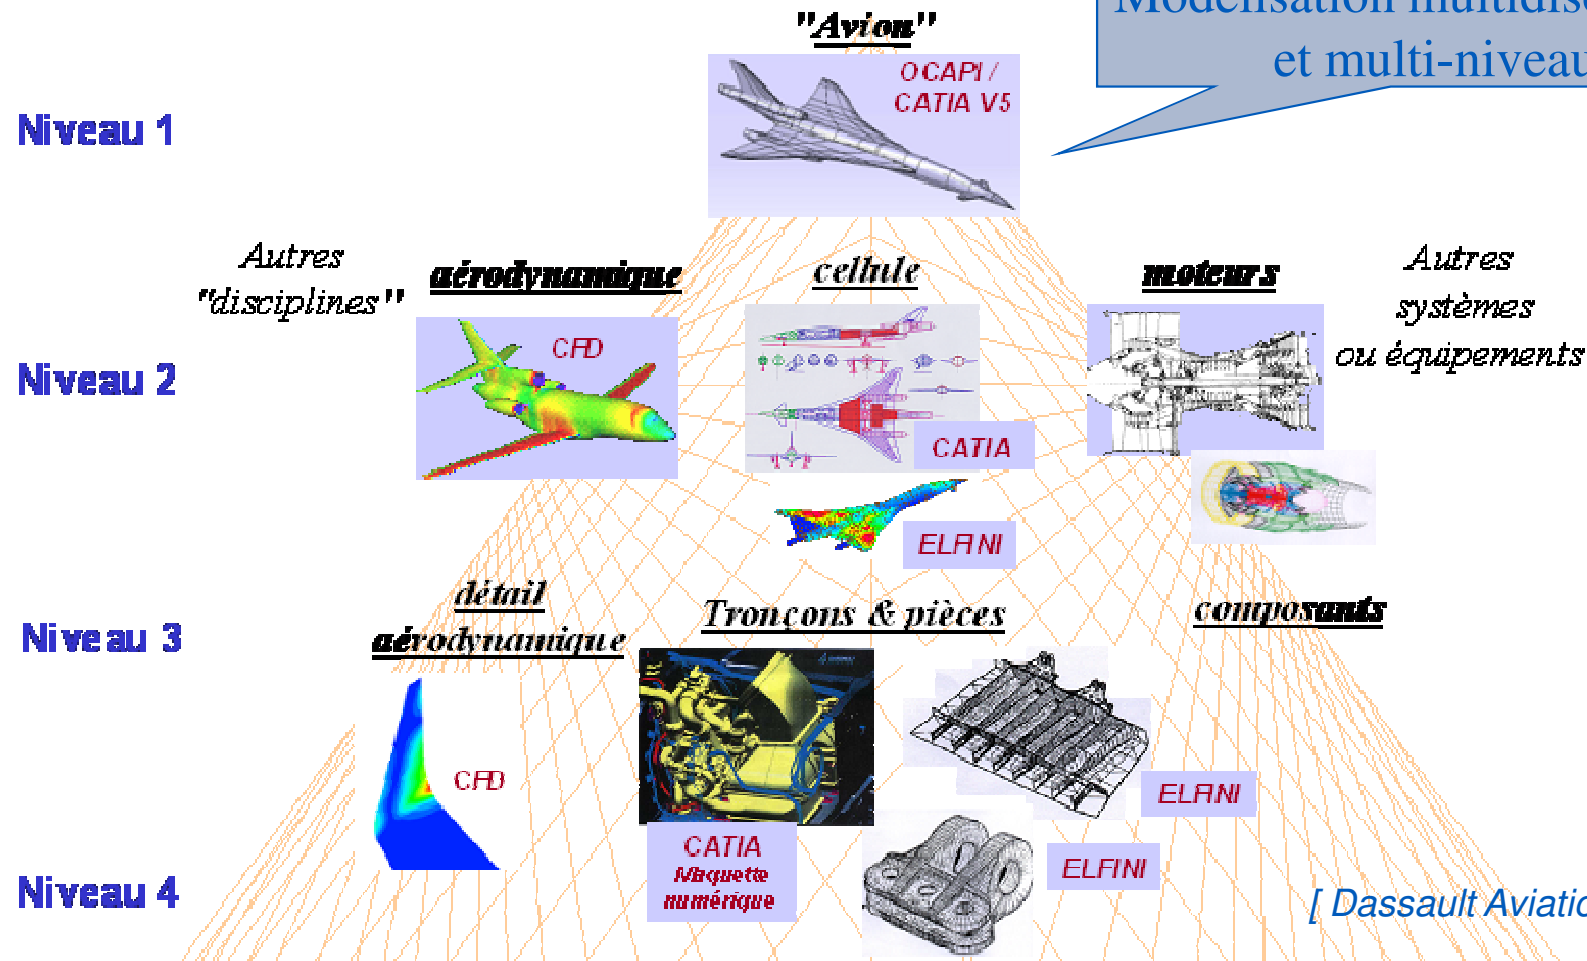 Modélisation multidisc
et multi-niveau
"Avion"
OCAPI /
CATIA V5
Niveau 1
Autres
"disciplines"
aérodynamique
cellule
moteurs
Autres
systèmes
ou équipements
Niveau 2
CFD
CATIA
ELFINI
Niveau 3
détail
aérodynamique
Tronçons & pièces
composants
CFD
ELFINI
CATIA
Maquette
numérique
ELFINI
Niveau 4
[ Dassault Aviatio